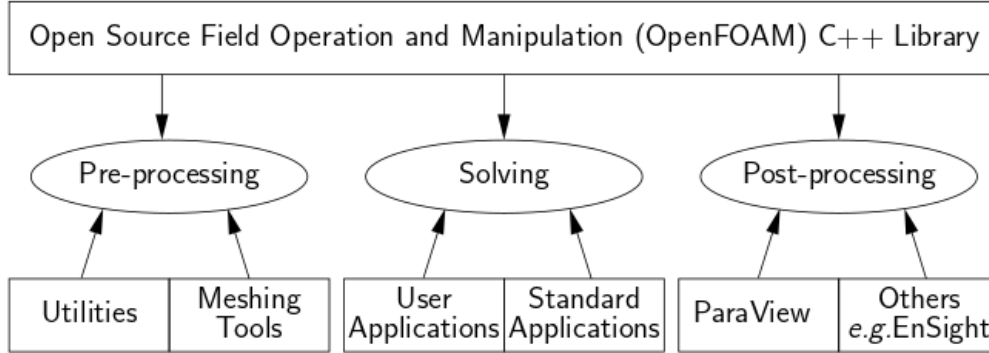 Open Source Field Operation and Manipulation (OpenFOAM) C++ Library
Pre-processing
Solving
Post-processing
Utilities
Meshing
Tools
User
Applications
Standard
Applications
ParaView
Others
e.g.EnSight